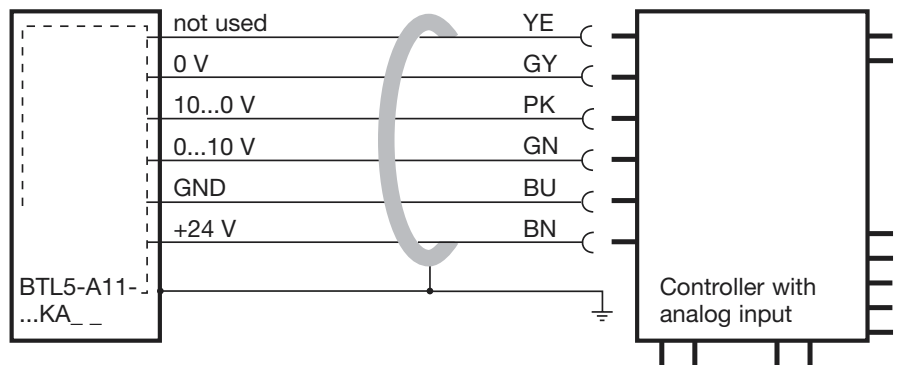 not used YE
0 V GY
10...0 V PK
0...10 V GN
GND BU
+24 V BN
BTL5-A11-
...KA_ _
Controller with
analog input